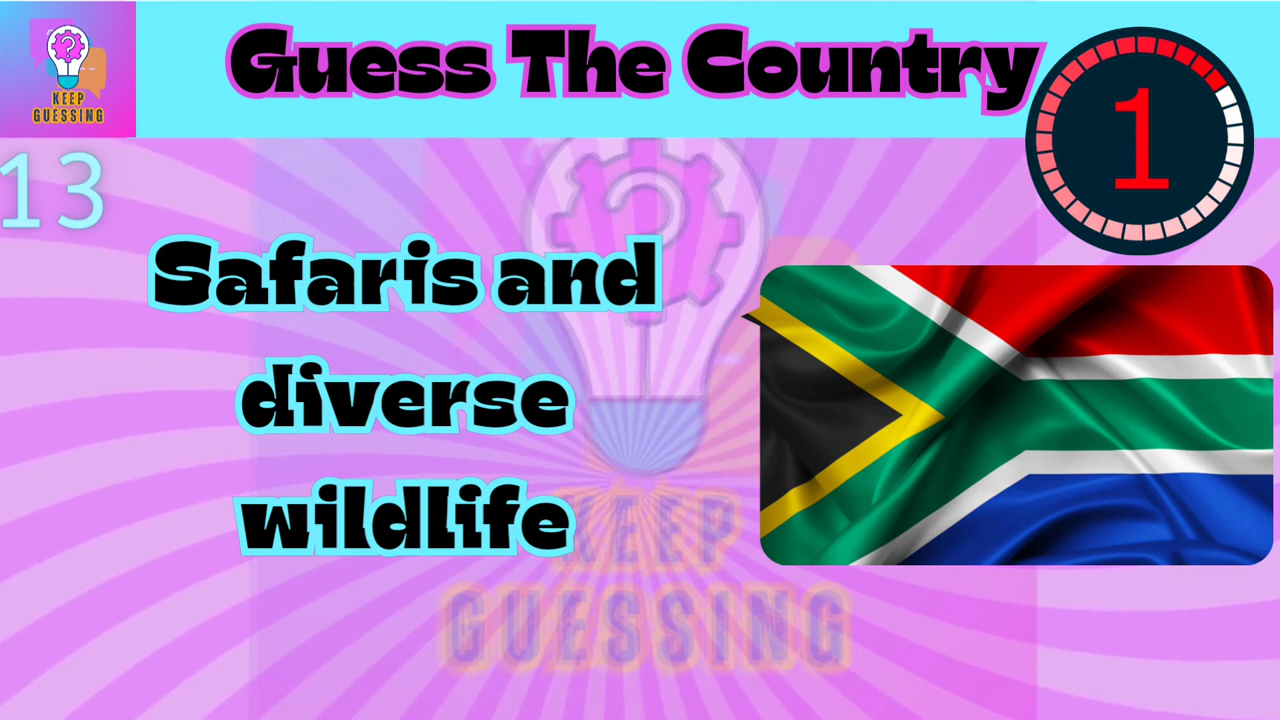 Guess The Country
KEEP
GUESSING
1
13
Safaris and
diverse
wildlife
KEEP
GUESSING